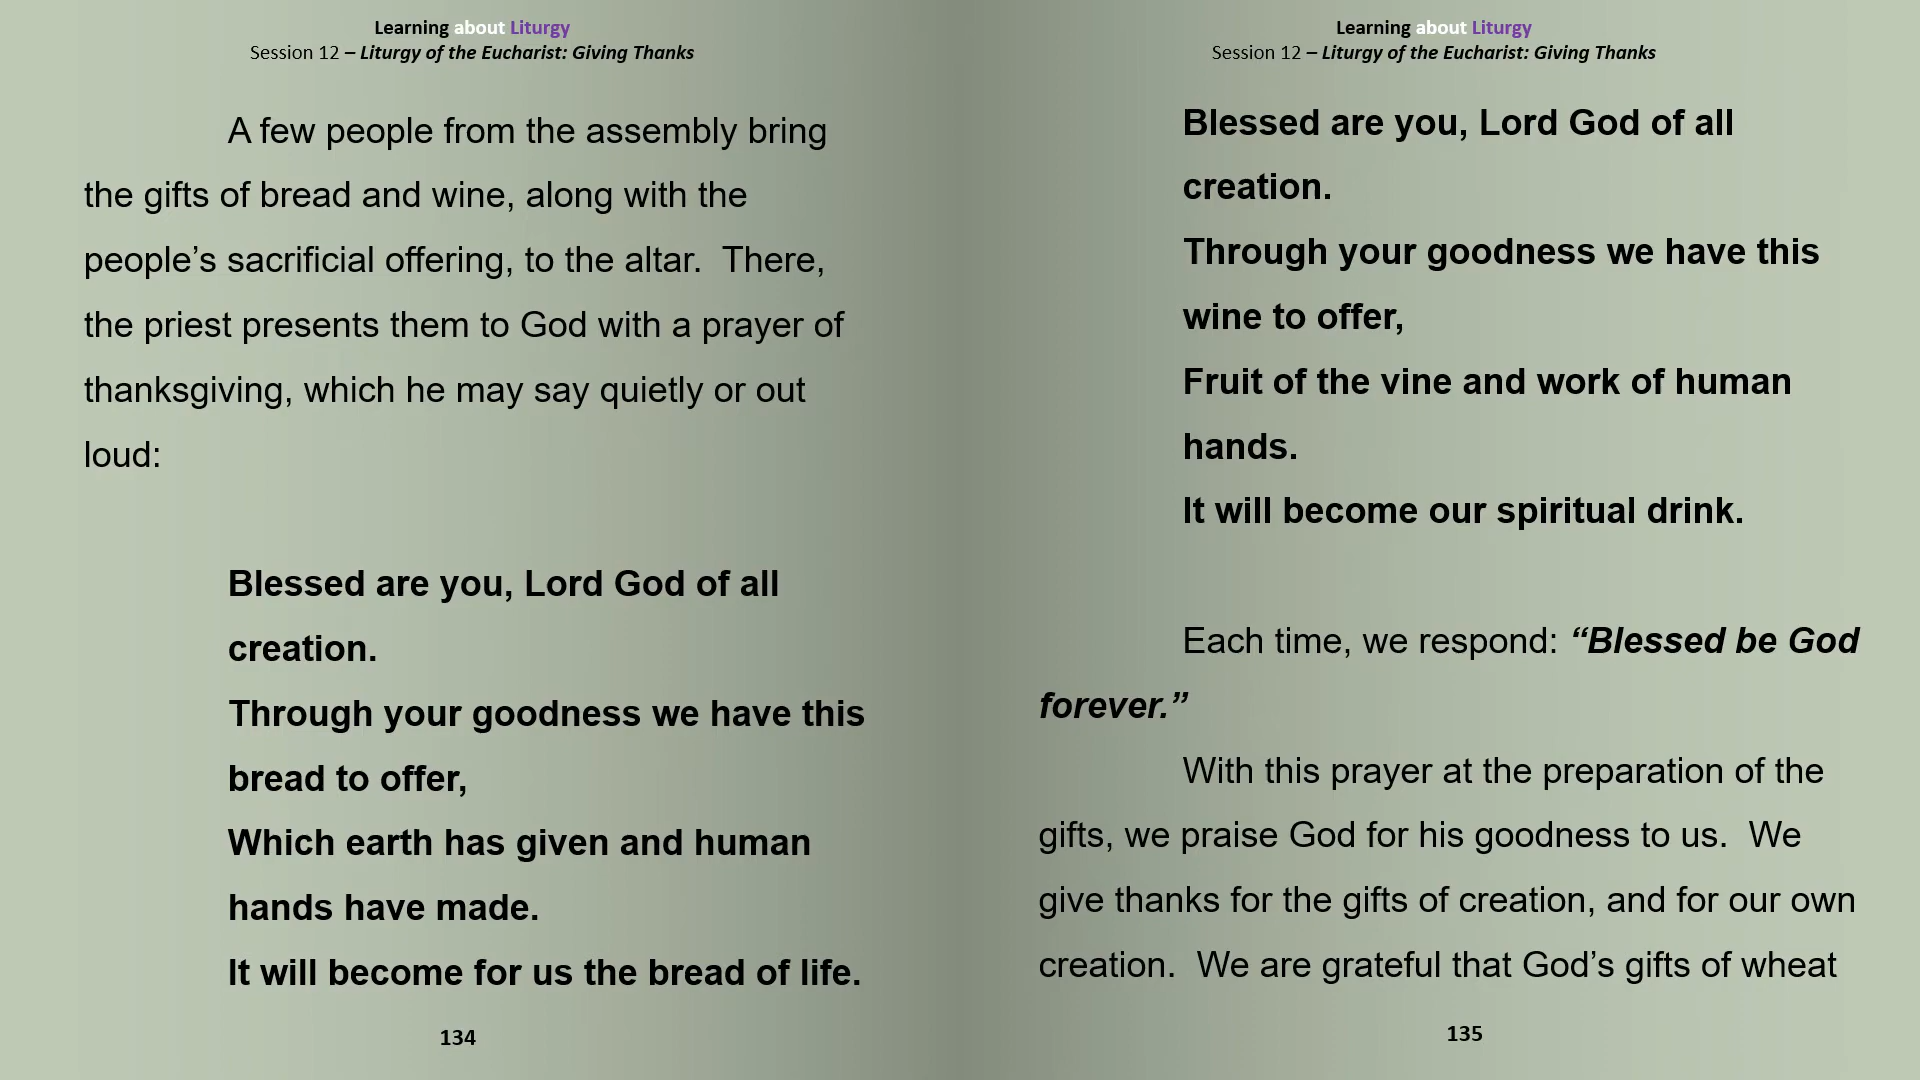 Learning about Liturgy
Session 12 – Liturgy of the Eucharist: Giving Thanks
A few people from the assembly bring
the gifts of bread and wine, along with the
people’s sacrificial offering, to the altar.  There,
the priest presents them to God with a prayer of
thanksgiving, which he may say quietly or out
loud:
Blessed are you, Lord God of all
creation.
Through your goodness we have this
bread to offer,
Which earth has given and human
hands have made.
It will become for us the bread of life.
134
Learning about Liturgy
Session 12 – Liturgy of the Eucharist: Giving Thanks
Blessed are you, Lord God of all
creation.
Through your goodness we have this
wine to offer,
Fruit of the vine and work of human
hands.
It will become our spiritual drink.
Each time, we respond: “Blessed be God
forever.”
With this prayer at the preparation of the
gifts, we praise God for his goodness to us.  We
give thanks for the gifts of creation, and for our own
creation.  We are grateful that God’s gifts of wheat
135